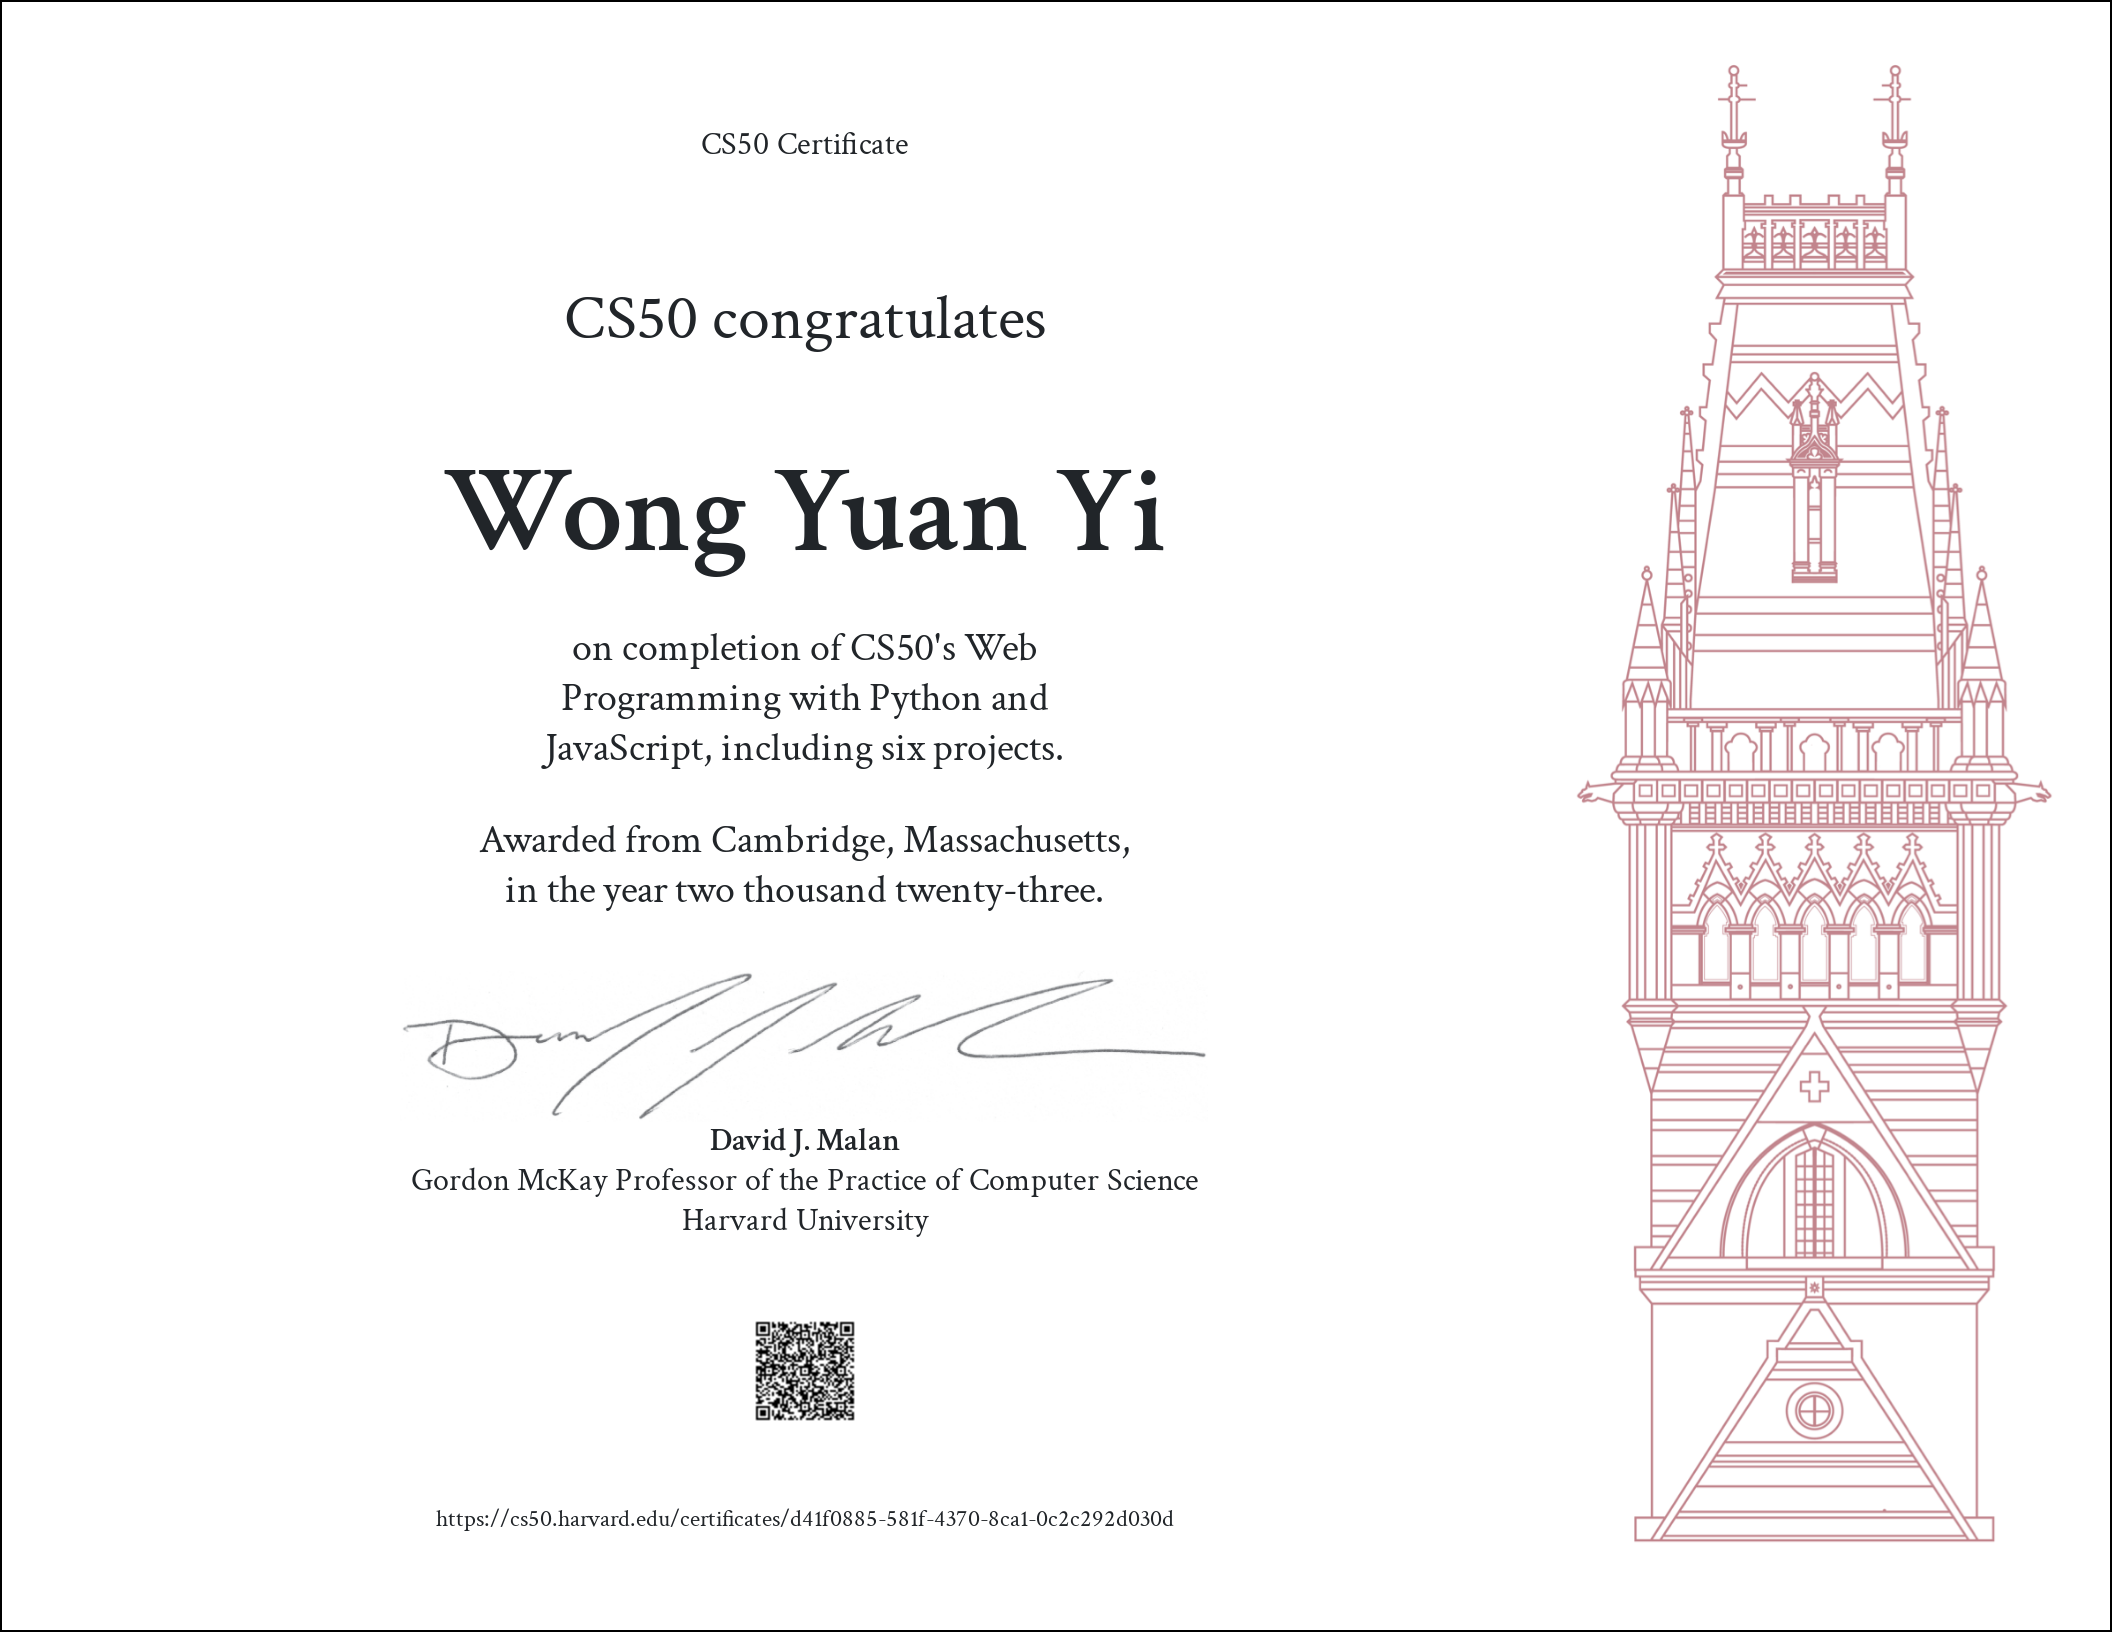 CS50 Certificate
CS50 congratulates
Wong Yuan Yi
on completion of CS50's Web
Programming with Python and
JavaScript, including six projects.
Awarded from Cambridge, Massachusetts,
in the year two thousand twenty-three.
David J. Malan
Gordon McKay Professor of the Practice of Computer Science
Harvard University
https://cs50.harvard.edu/certificates/d41f0885-581f-4370-8ca1-0c2c292d030d